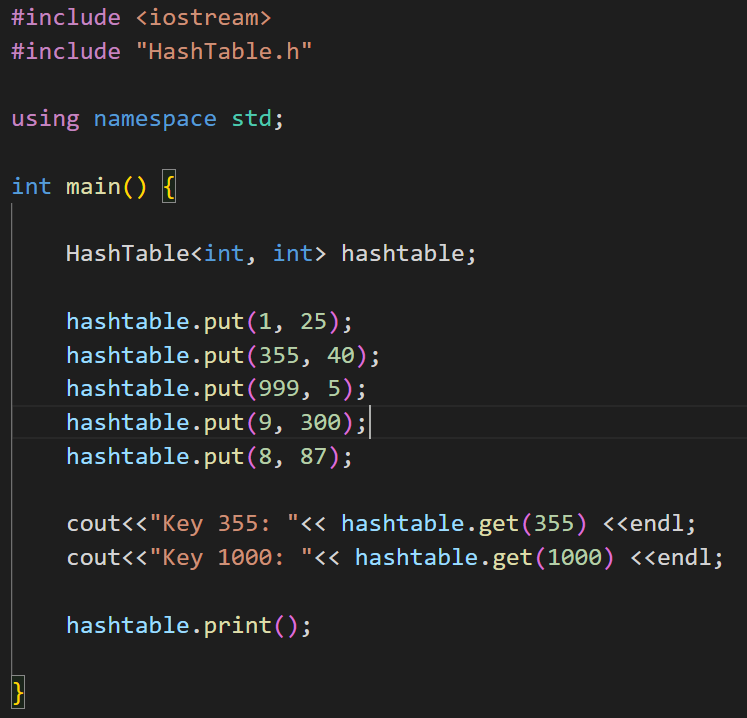 #include <iostream>
#include "HashTable.h"
using namespace std;
int main() {
HashTable<int, int> hashtable;
hashtable.put(1, 25);
hashtable.put(355, 40);
hashtable.put(999, 5);
hashtable.put(9, 300);
hashtable.put(8, 87);
cout<<"Key 355: "<< hashtable.get(355) <<endl;
cout<<"Key 1000: "<< hashtable.get(1000) <<endl;
hashtable.print();
}